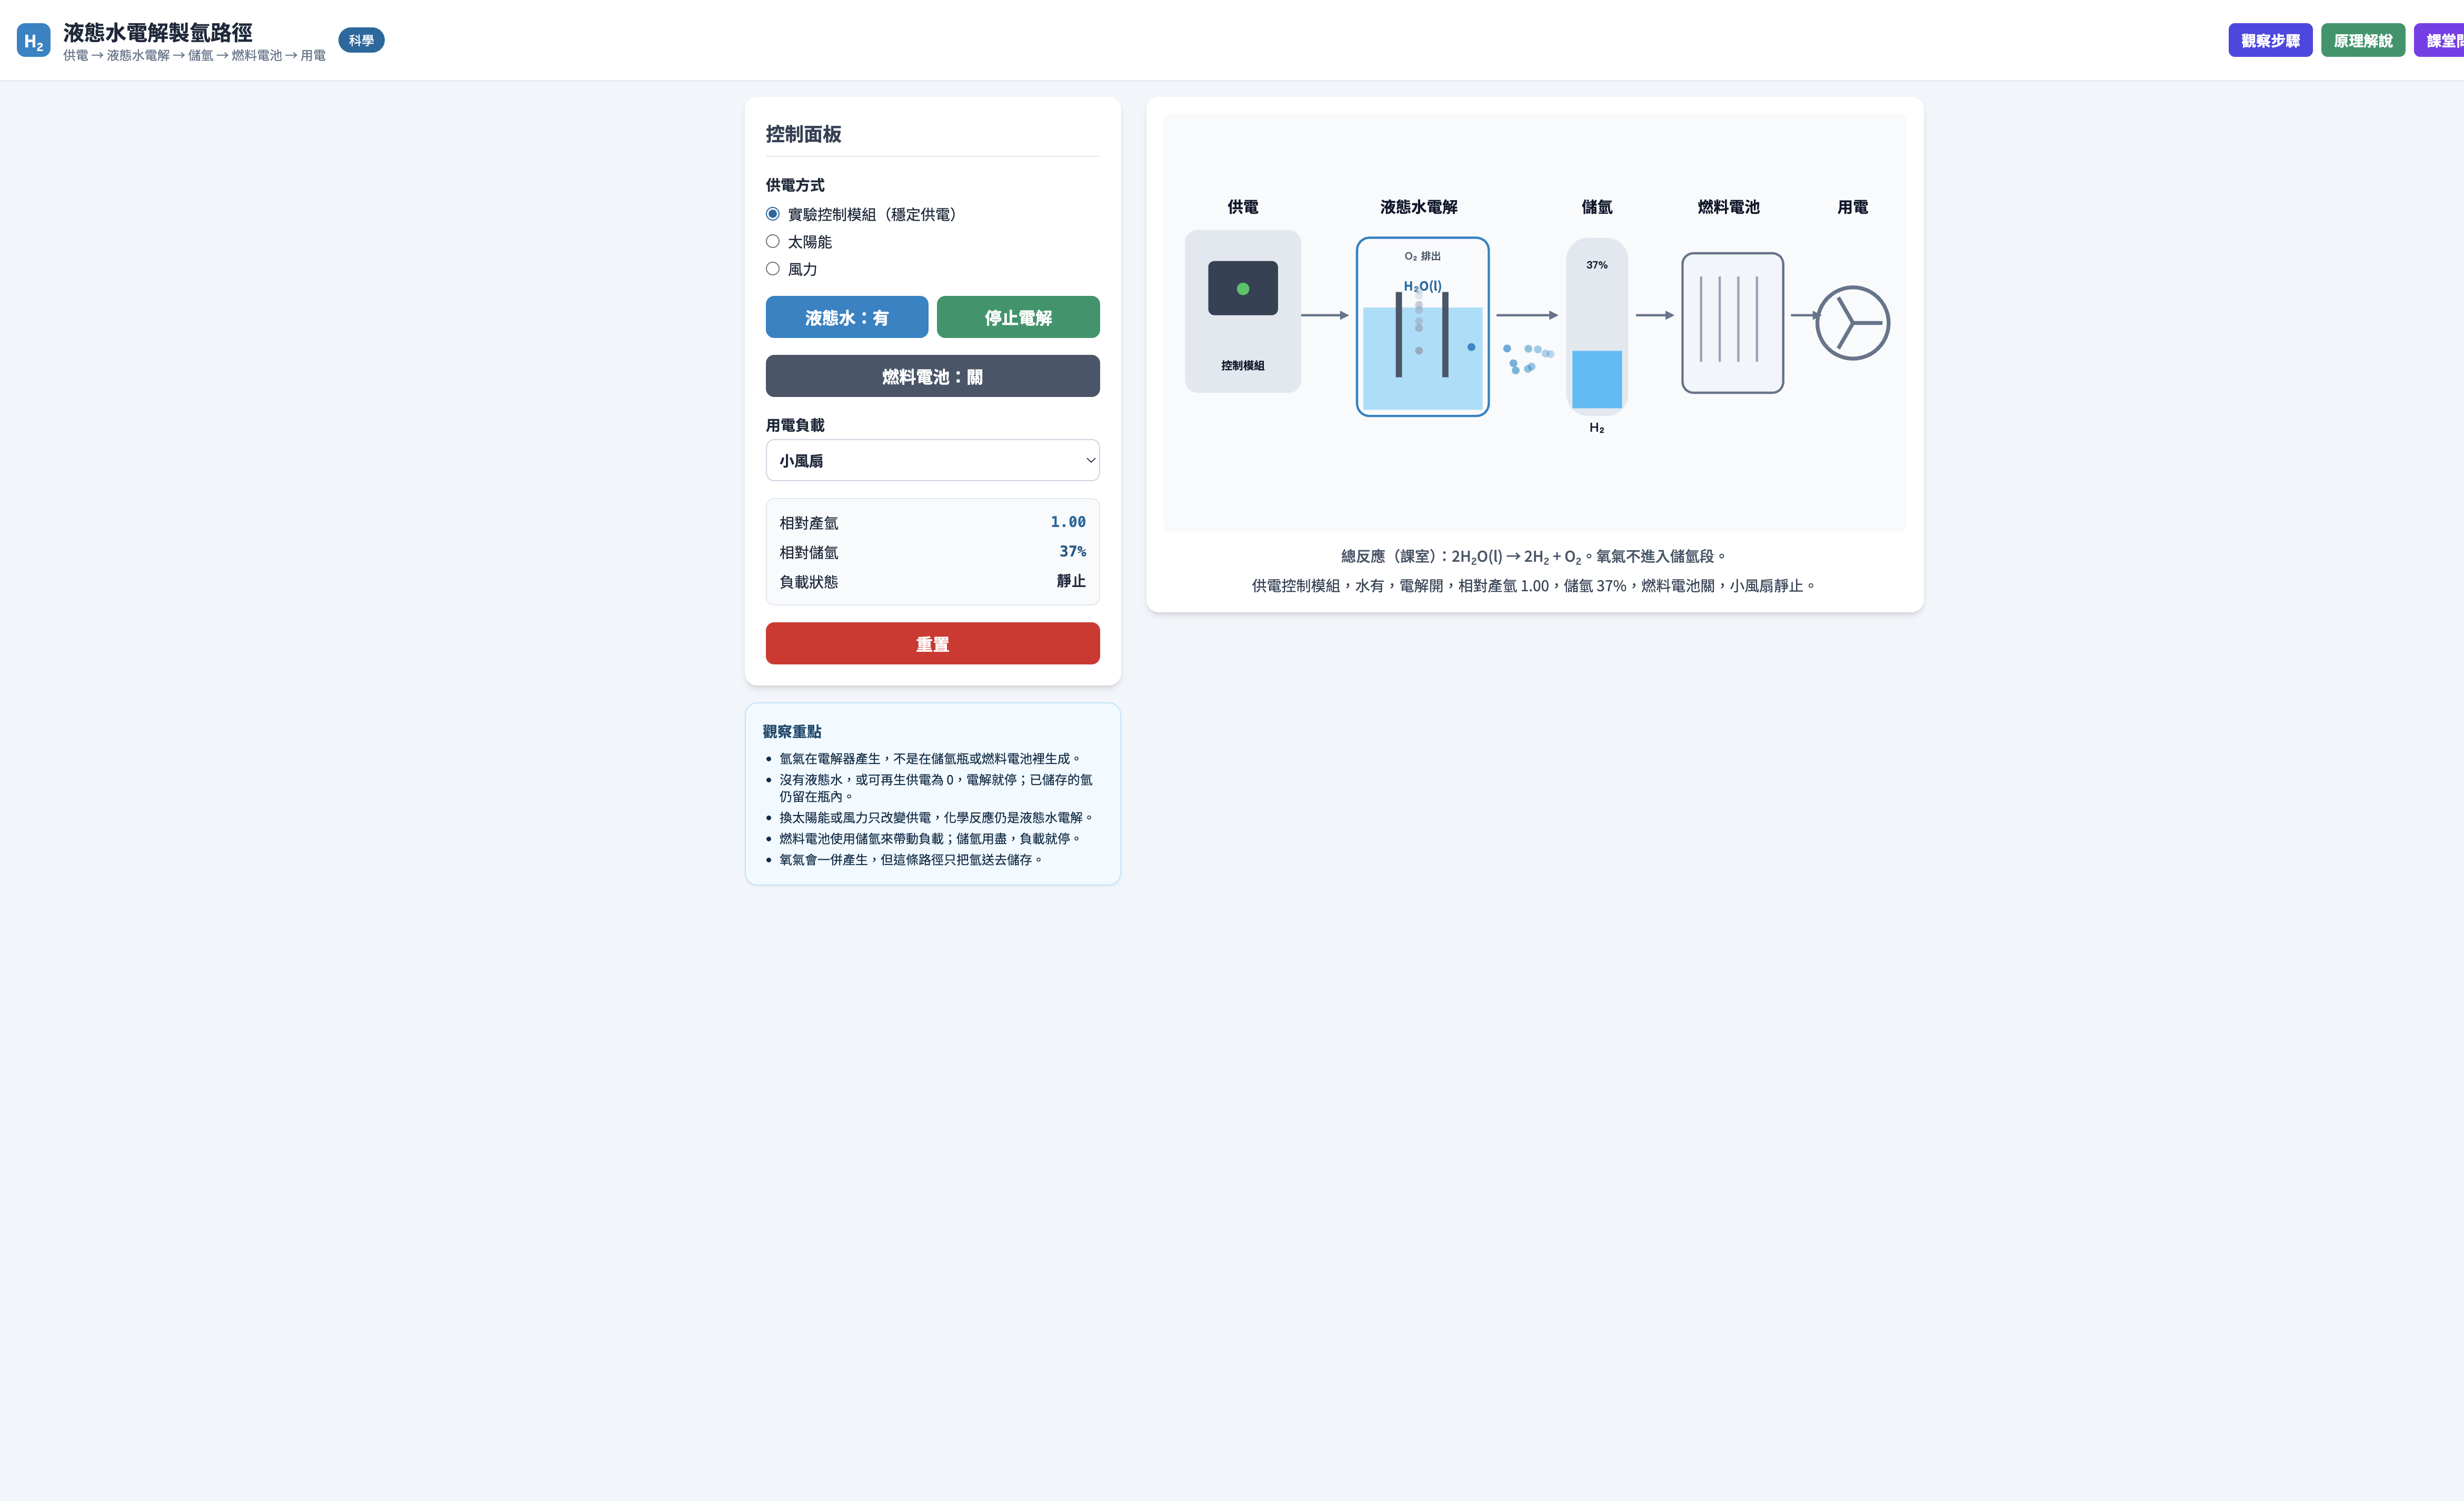 H₂
液態水電解製氫路徑
供電 → 液態水電解 → 儲氫 → 燃料電池 → 用電
科學
觀察步驟
原理解說
課堂
控制面板
供電方式
實驗控制模組（穩定供電）
太陽能
風力
液態水：有
停止電解
燃料電池：關
用電負載
小風扇
相對產氫 1.00
相對儲氫 37%
負載狀態 靜止
重置
觀察重點
• 氫氣在電解器產生，不是在儲氫瓶或燃料電池裡生成。
• 沒有液態水，或可再生供電為 0，電解就停；已儲存的氫
仍留在瓶內。
• 換太陽能或風力只改變供電，化學反應仍是液態水電解。
• 燃料電池使用儲氫來帶動負載；儲氫用盡，負載就停。
• 氧氣會一併產生，但這條路徑只把氫送去儲存。
供電
液態水電解
儲氫
燃料電池
用電
O₂ 排出
H₂O(l)
37%
控制模組
H₂
總反應（課室）：2H₂O(l) → 2H₂ + O₂。氧氣不進入儲氫段。
供電控制模組，水有，電解開，相對產氫 1.00，儲氫 37%，燃料電池關，小風扇靜止。